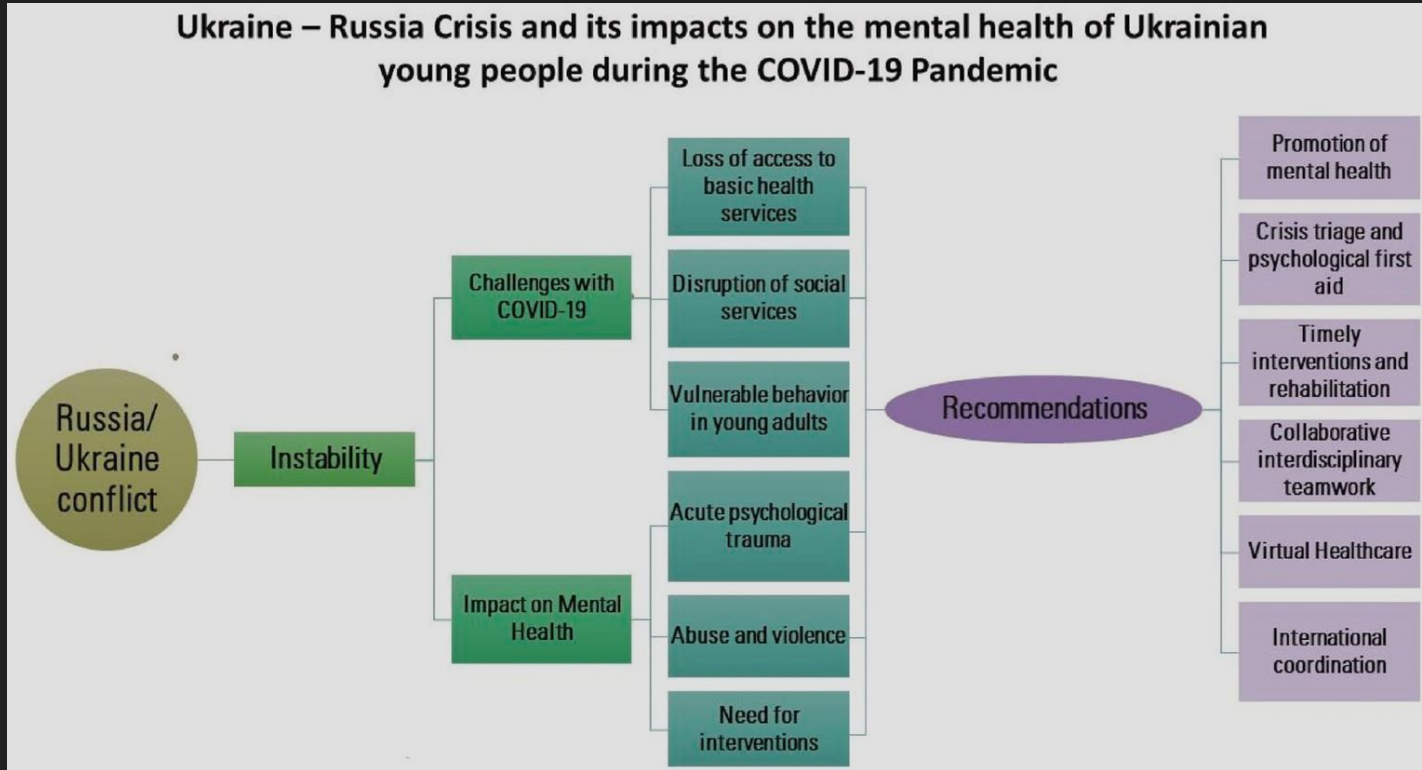 Ukraine – Russia Crisis and its impacts on the mental health of Ukrainian
young people during the COVID-19 Pandemic
Russia/
Ukraine
conflict
Instability
Challenges with
COVID-19
Impact on Mental
Health
Loss of access to
basic health
services
Disruption of social
services
Vulnerable behavior
in young adults
Acute psychological
trauma
Abuse and violence
Need for
interventions
Recommendations
Promotion of
mental health
Crisis triage and
psychological first
aid
Timely
interventions and
rehabilitation
Collaborative
interdisciplinary
teamwork
Virtual Healthcare
International
coordination